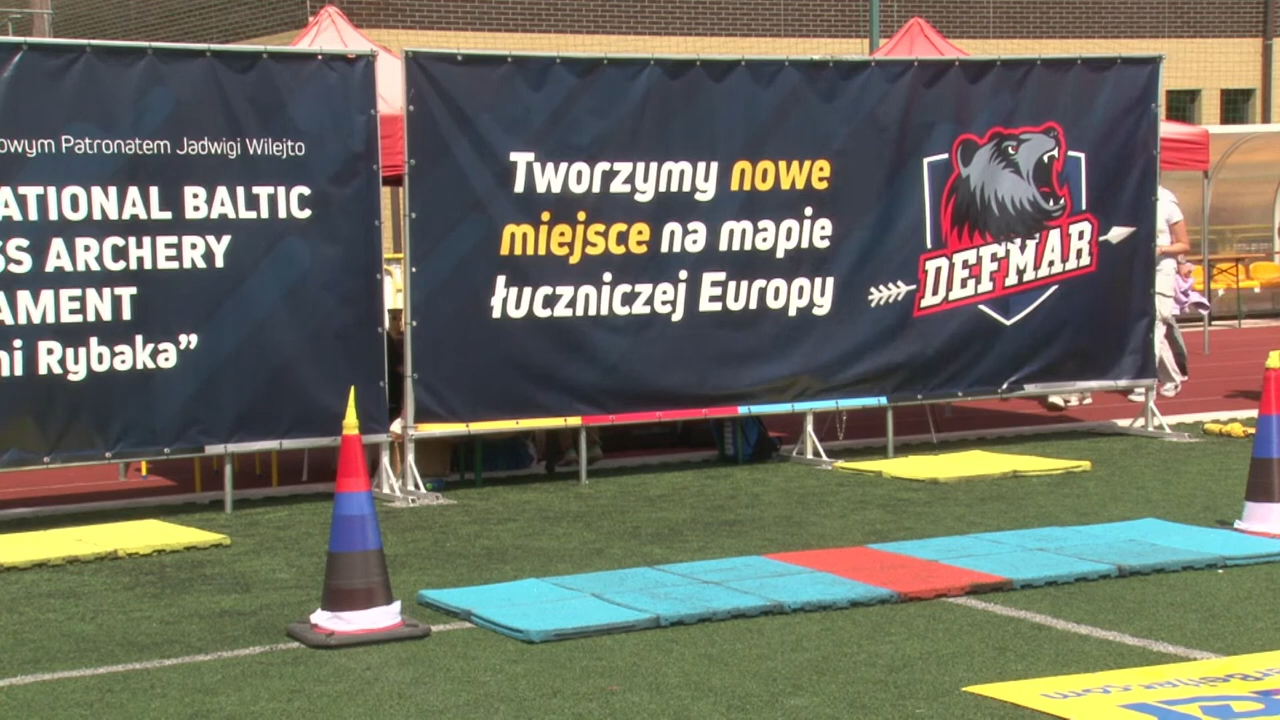 owym Patronatem Jadwigi Wilejto
ATIONAL BALTIC
SS ARCHERY
AMENT
ni Rybaka”
Tworzymy nowe
miejsce na mapie
łuczniczej Europy
DEFMAR